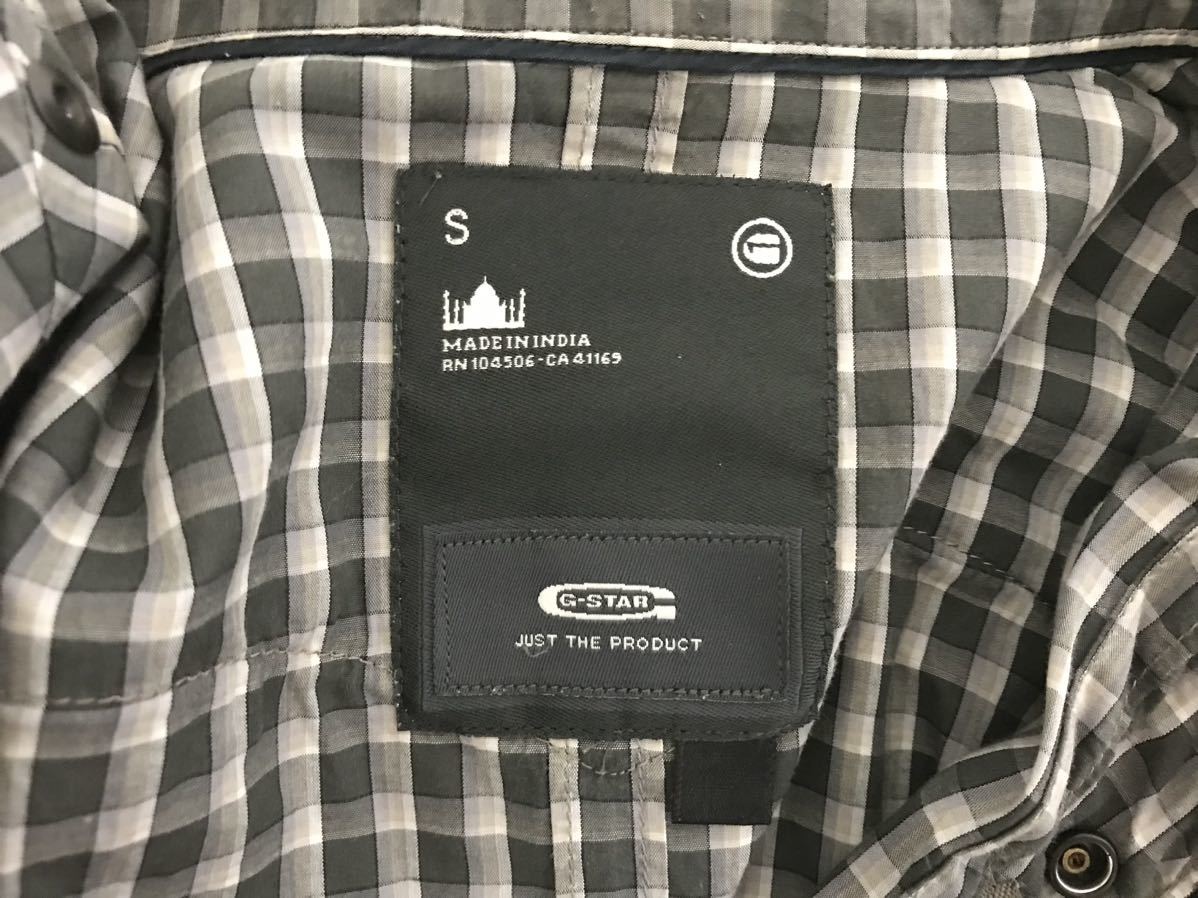 S
MADE IN INDIA
RN 104506-CA 41169
G-STAR
JUST THE PRODUCT